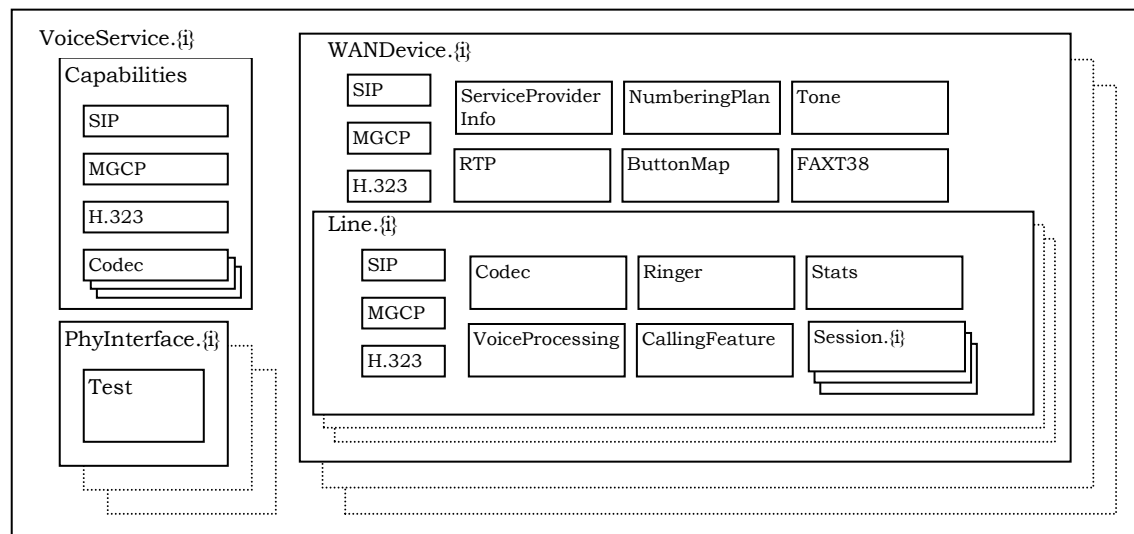 VoiceService.{i}
Capabilities
SIP
MGCP
H.323
Codec
PhyInterface.{i}
Test
WANDevice.{i}
SIP
MGCP
H.323
ServiceProvider
Info
NumberingPlan
Tone
RTP
ButtonMap
FAXT38
Line.{i}
SIP
MGCP
H.323
Codec
Ringer
Stats
VoiceProcessing
CallingFeature
Session.{i}